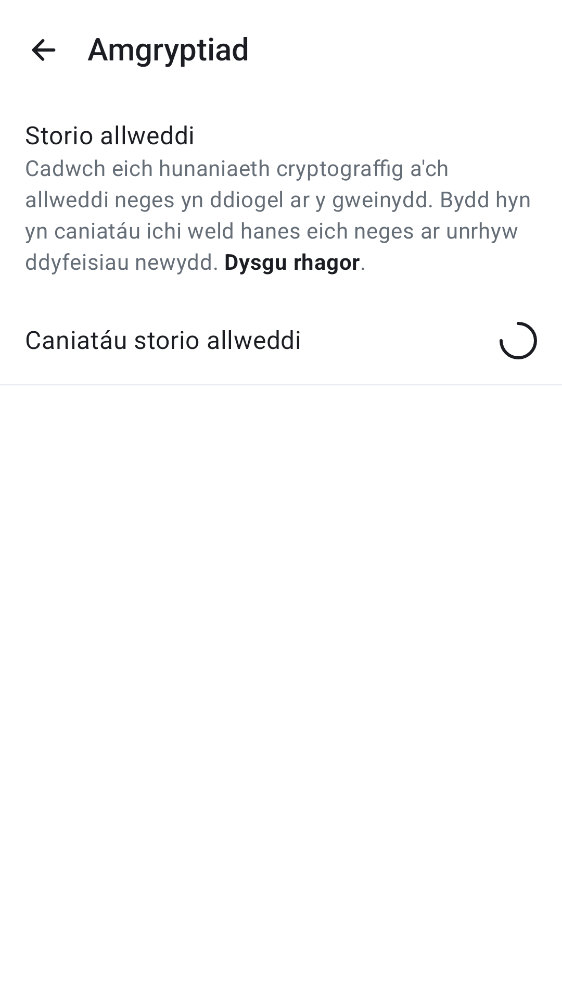 Amgryptiad
Storio allweddi
Cadwch eich hunaniaeth cryptograffig a'ch
allweddi neges yn ddiogel ar y gweinydd. Bydd hyn
yn caniatáu ichi weld hanes eich neges ar unrhyw
ddyfeisiau newydd. Dysgu rhagor.
Caniatáu storio allweddi